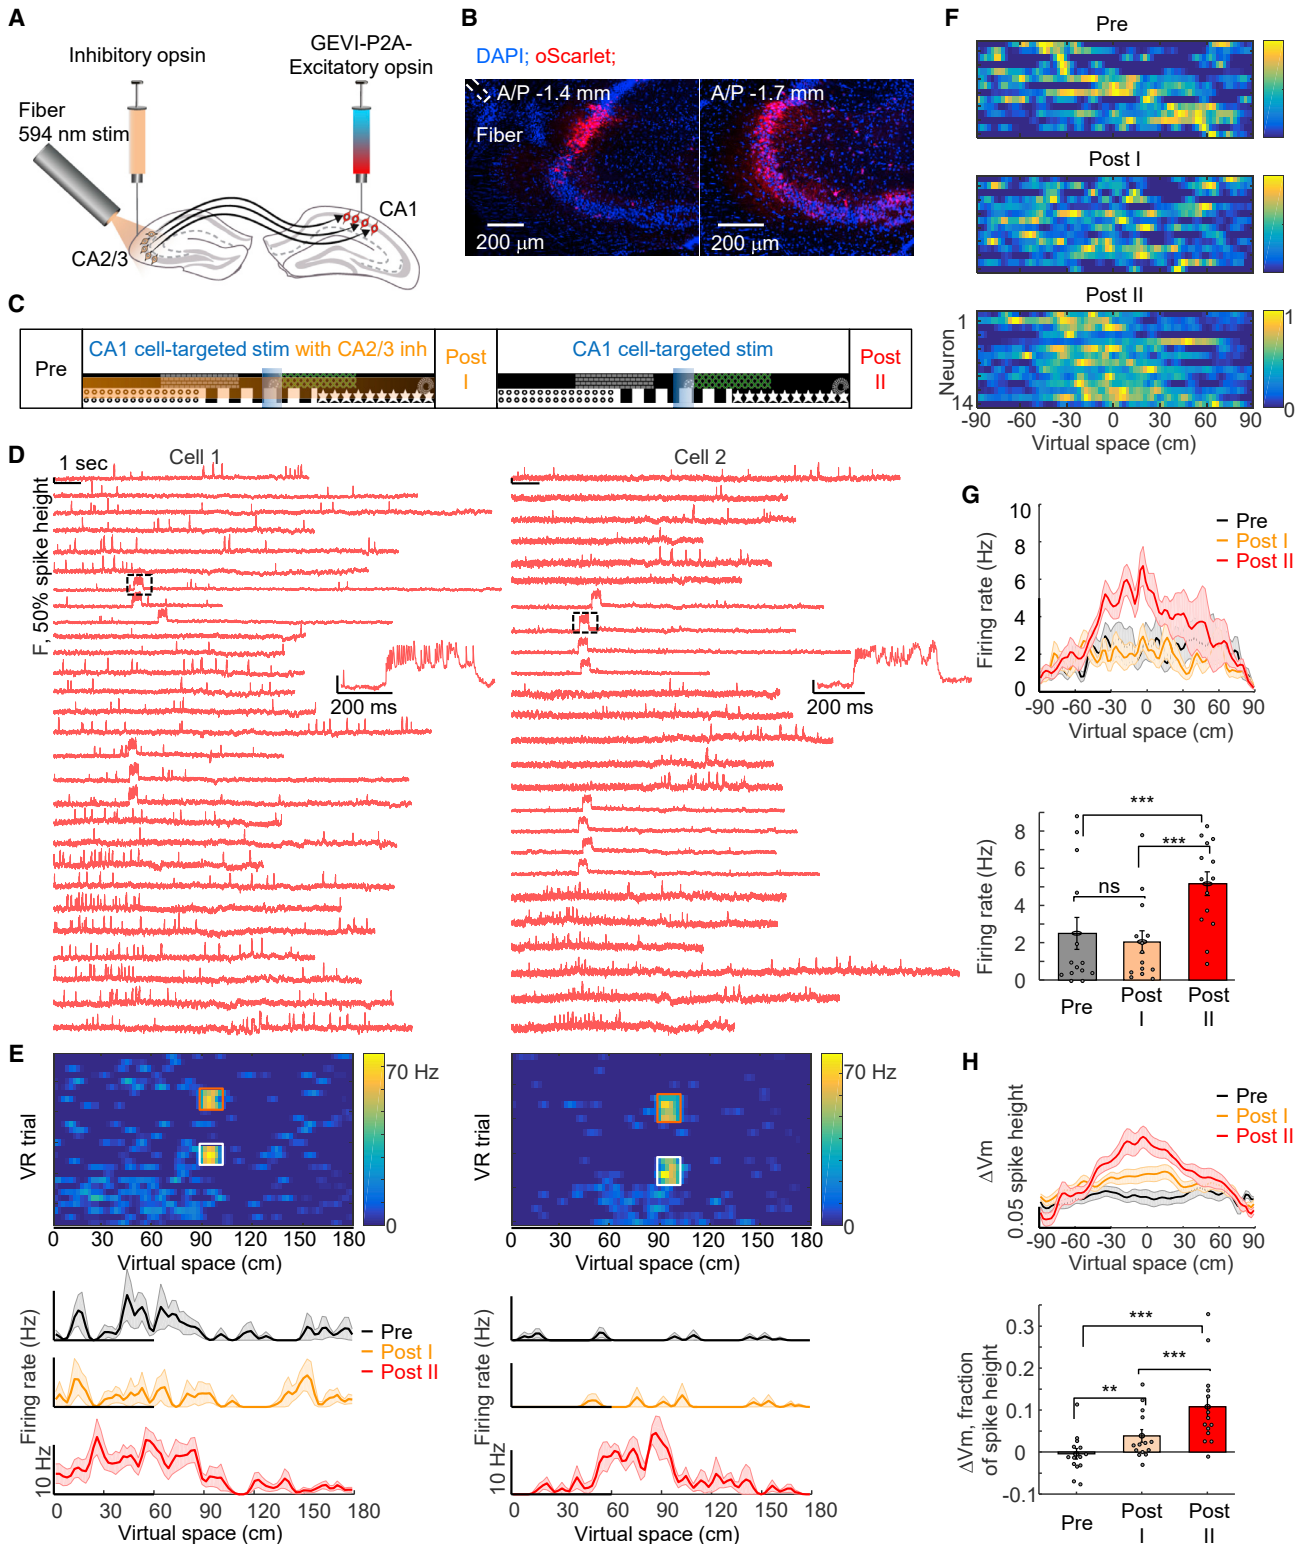 A
Inhibitory opsin
GEVI-P2A-
Excitatory opsin
Fiber
594 nm stim
CA1
CA2/3
B
DAPI; oScarlet;
A/P -1.4 mm
Fiber
200 μm
A/P -1.7 mm
200 μm
C
Pre
CA1 cell-targeted stim with CA2/3 inh
Post
I
CA1 cell-targeted stim
Post
II
D
1 sec
Cell 1
Cell 2
F, 50% spike height
200 ms
200 ms
E
VR trial
70 Hz
0
0 30 60 90 120 150 180
Virtual space (cm)
VR trial
70 Hz
0
0 30 60 90 120 150 180
Virtual space (cm)
Firing rate (Hz)
10 Hz
Pre
Post I
Post II
0 30 60 90 120 150 180
Virtual space (cm)
Firing rate (Hz)
10 Hz
0 30 60 90 120 150 180
Virtual space (cm)
F
Pre
Post I
Post II
Neuron
1
14
1
0
-90 -60 -30 0 30 60 90
Virtual space (cm)
G
Firing rate (Hz)
10
8
6
4
2
0
Pre
Post I
Post II
-90 -60 -30 0 30 60 90
Virtual space (cm)
Firing rate (Hz)
8
6
4
2
0
***
***
ns
Pre
Post
I
Post
II
H
ΔVm
0.05 spike height
Pre
Post I
Post II
-90 -60 -30 0 30 60 90
Virtual space (cm)
ΔVm, fraction
of spike height
0.3
0.2
0.1
0
-0.1
***
***
**
Pre
Post
I
Post
II